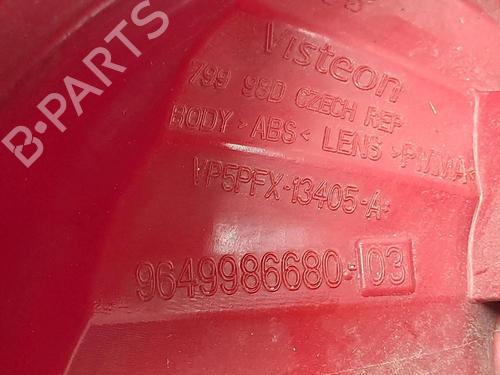 B-PARTS
Visteon
799 98D CZECH REP
BODY >ABS< LENS >PMMA<
VP5PFX-13405-A
9649986680-03